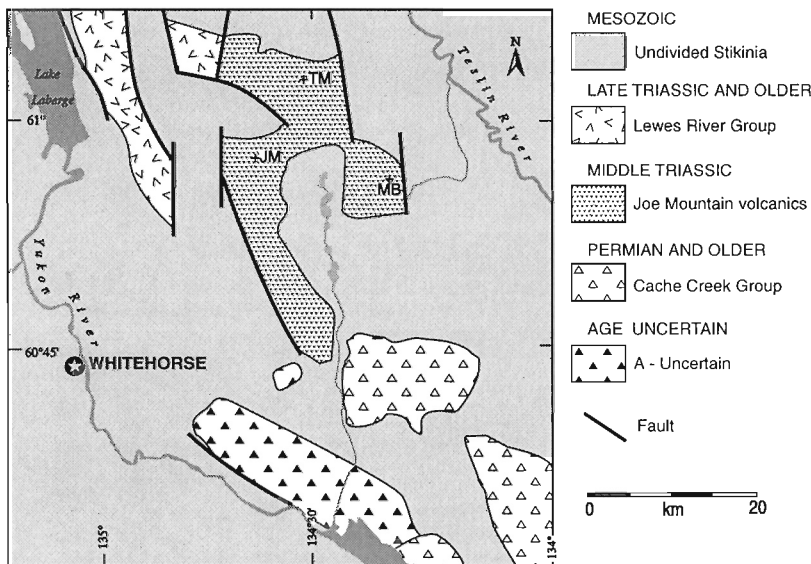 Lake
Laberge
TM
N
Teslin River
61°
JM
MB
Yukon
River
60°45'
WHITEHORSE
135°
134°30'
134°
MESOZOIC
Undivided Stikinia
LATE TRIASSIC AND OLDER
Lewes River Group
MIDDLE TRIASSIC
Joe Mountain volcanics
PERMIAN AND OLDER
Cache Creek Group
AGE UNCERTAIN
A - Uncertain
Fault
0 20
km